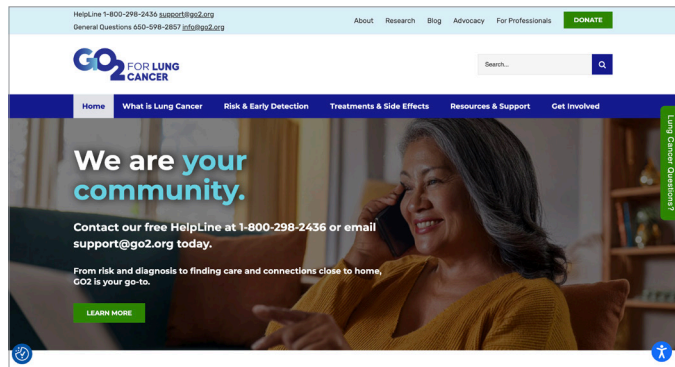 HelpLine 1-800-298-2436 support@go2.org
General Questions 650-598-2857 info@go2.org
About Research Blog Advocacy For Professionals DONATE
GO2 FOR LUNG
CANCER
Search...
Home What is Lung Cancer Risk & Early Detection Treatments & Side Effects Resources & Support Get Involved
Lung Cancer Questions?
We are your
community.
Contact our free HelpLine at 1-800-298-2436 or email
support@go2.org today.
From risk and diagnosis to finding care and connections close to home,
GO2 is your go-to.
LEARN MORE